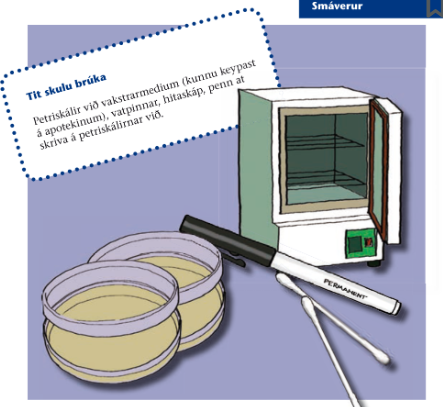 Smáverur
Tit skulu brúka
Petriskálir við vakstrarmedium (kunnu keypast
á apotekinum), vatpinnar, hitaskáp, penn at
skriva á petriskálirnar við.
PERMANENT